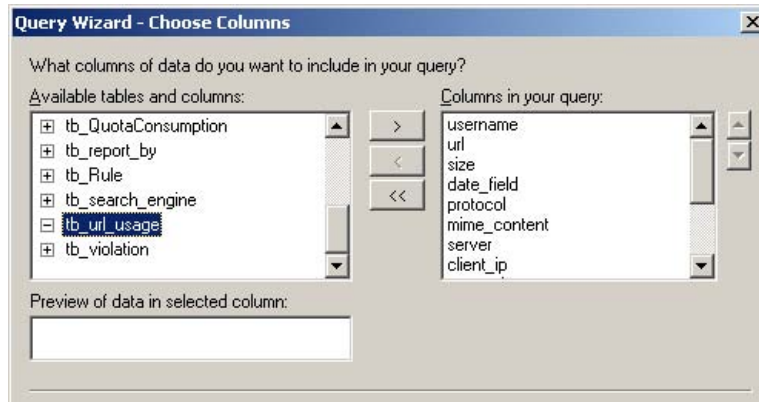 Query Wizard - Choose Columns
What columns of data do you want to include in your query?
Available tables and columns:
tb_QuotaConsumption
tb_report_by
tb_Rule
tb_search_engine
tb_url_usage
tb_violation
>
<
<<
Columns in your query:
username
url
size
date_field
protocol
mime_content
server
client_ip
Preview of data in selected column: